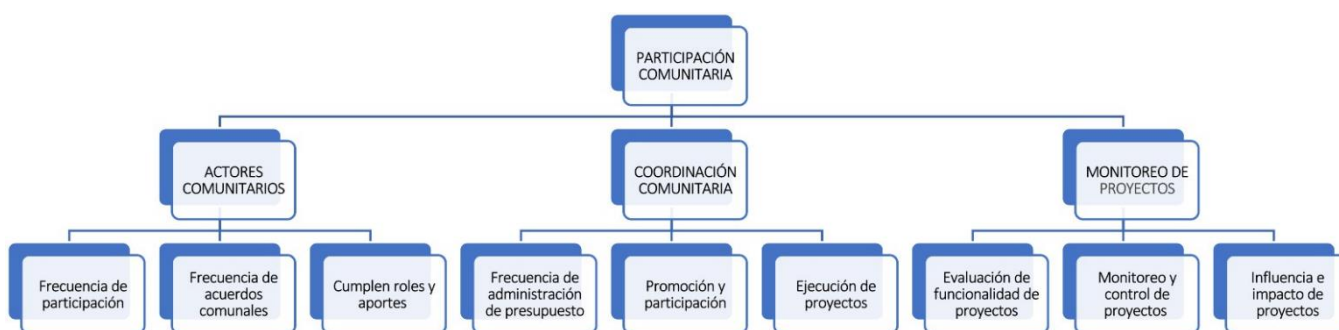 PARTICIPACIÓN
COMUNITARIA
ACTORES
COMUNITARIOS
COORDINACIÓN
COMUNITARIA
MONITOREO DE
PROYECTOS
Frecuencia de
participación
Frecuencia de
acuerdos
comunales
Cumplen roles y
aportes
Frecuencia de
administración
de presupuesto
Promoción y
participación
Ejecución de
proyectos
Evaluación de
funcionalidad de
proyectos
Monitoreo y
control de
proyectos
Influencia e
impacto de
proyectos